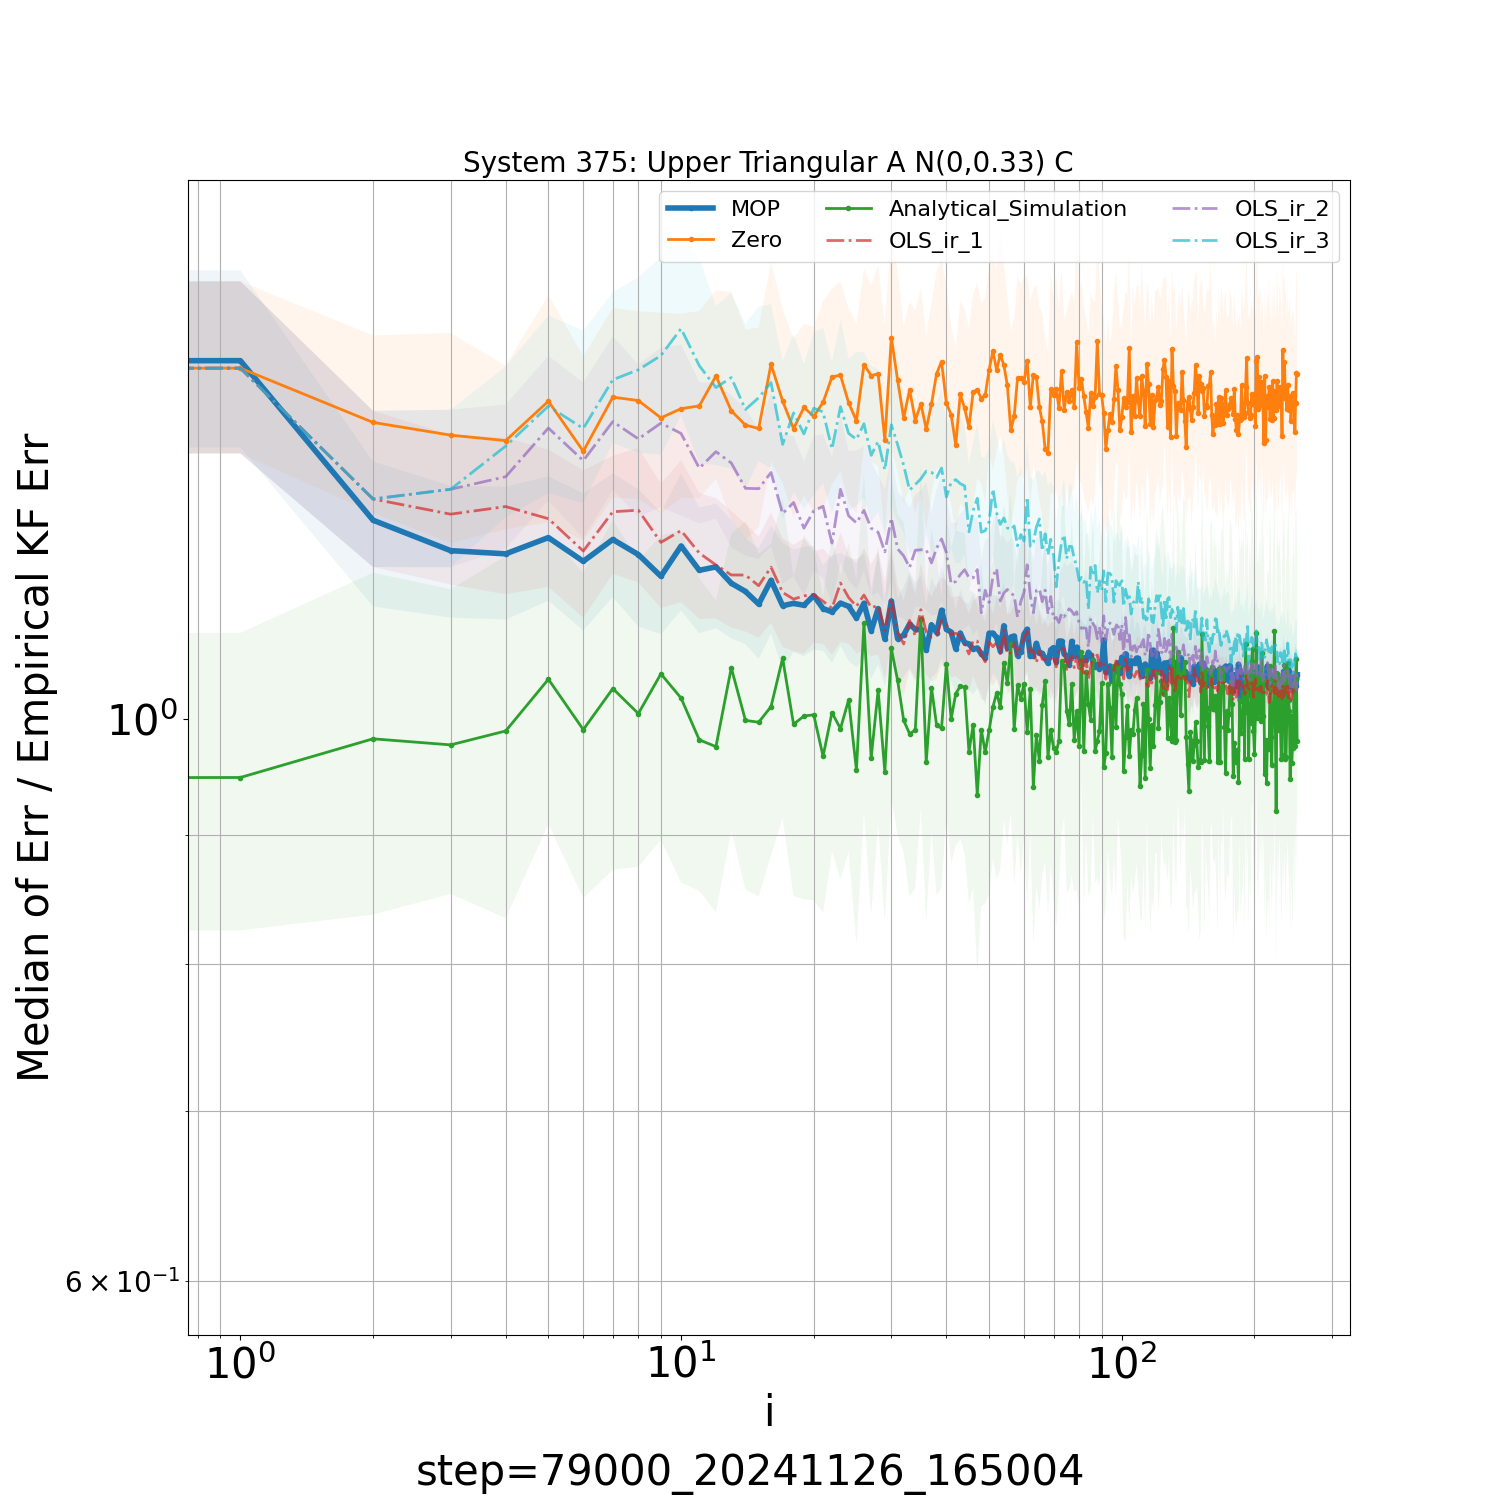 System 375: Upper Triangular A N(0,0.33) C
MOP
Zero
Analytical_Simulation
OLS_ir_1
OLS_ir_2
OLS_ir_3
Median of Err / Empirical KF Err
10⁰
6 × 10⁻¹
10⁰
10¹
10²
i
step=79000_20241126_165004